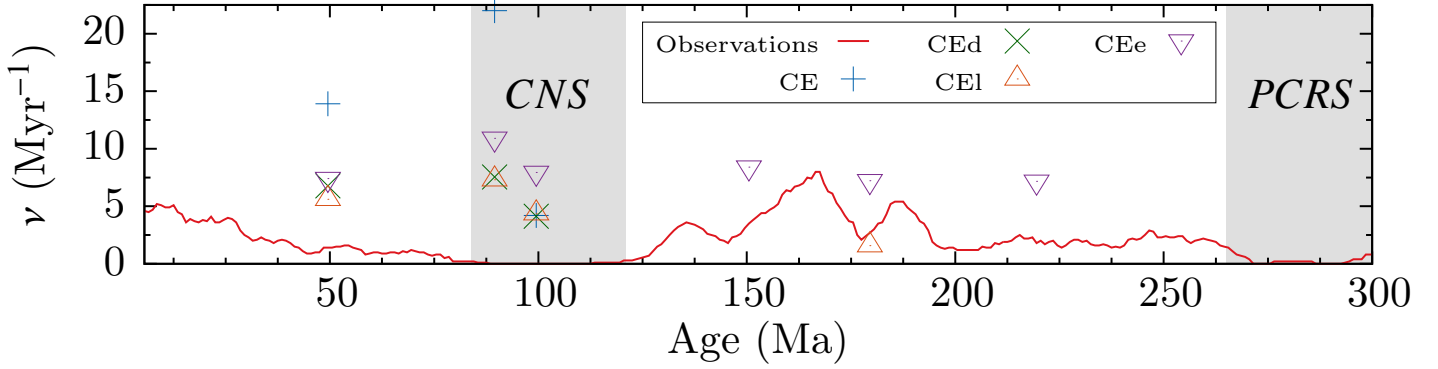 ν (Myr⁻¹)
20
15
10
5
0
Observations
CE
CEd
CEl
CEe
CNS
PCRS
50 100 150 200 250 300
Age (Ma)